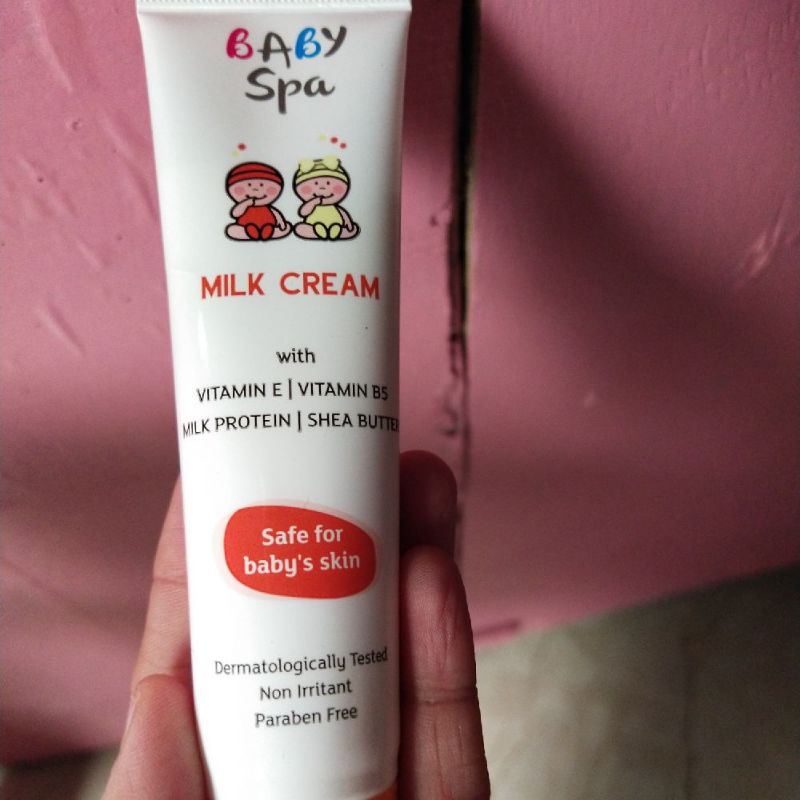 BABY
Spa
MILK CREAM
with
VITAMIN E | VITAMIN B5
MILK PROTEIN | SHEA BUTTER
Safe for
baby's skin
Dermatologically Tested
Non Irritant
Paraben Free